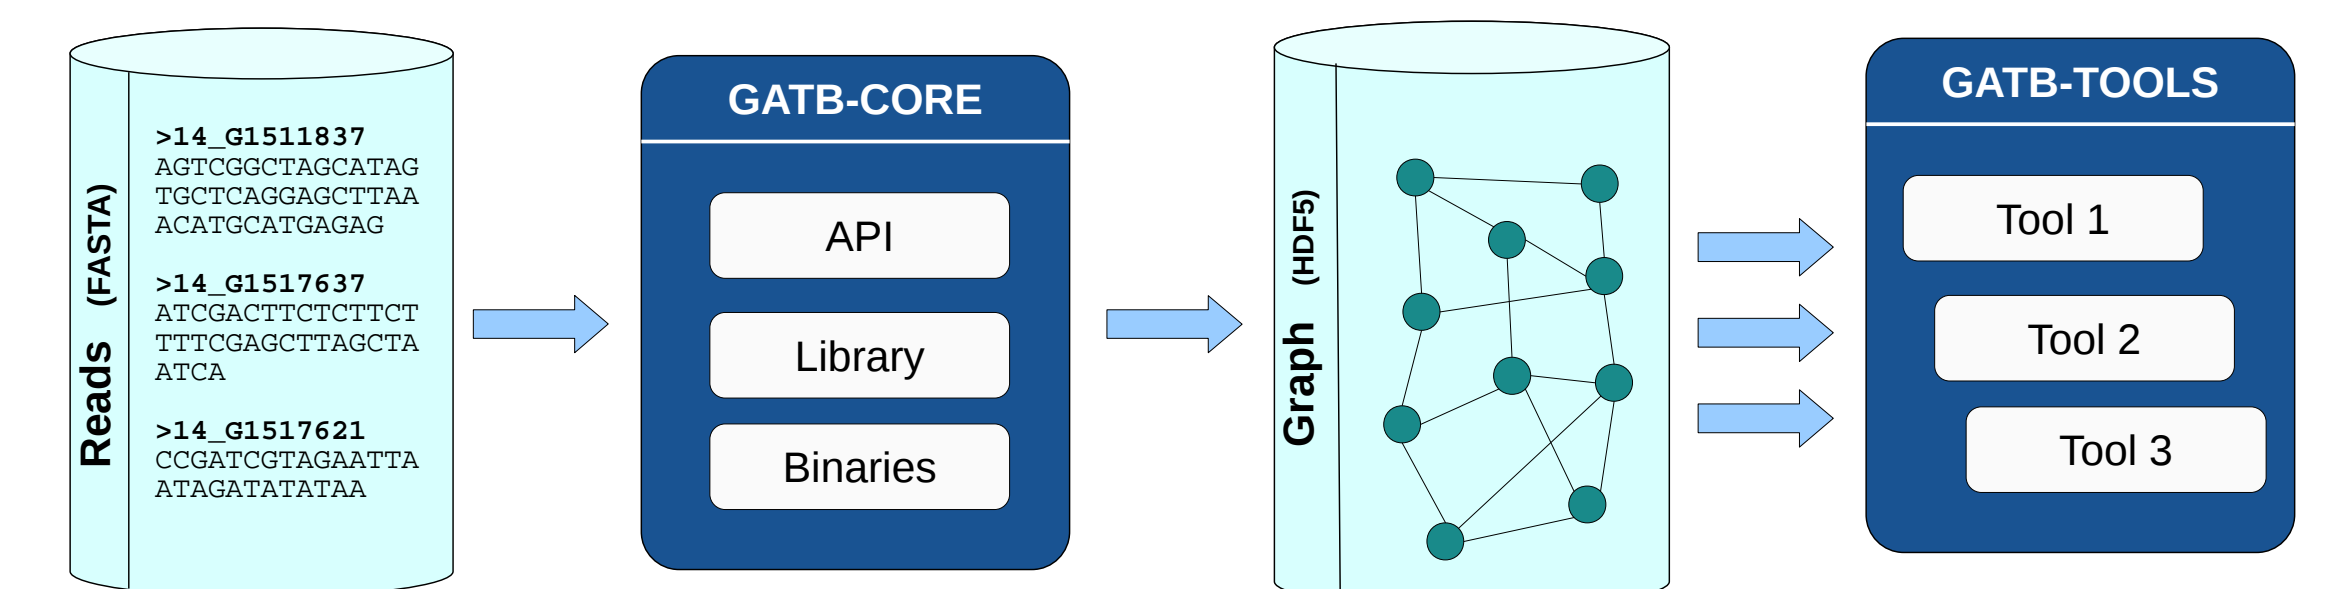 Reads (FASTA)
>14_G1511837
AGTCGGCTAGCATAG
TGCTCAGGAGCTTAA
ACATGCATGAGAG
>14_G1517637
ATCGACTTCTCTTCT
TTTCGAGCTTAGCTA
ATCA
>14_G1517621
CCGATCGTAGAATTA
ATAGATATATAA
GATB-CORE
API
Library
Binaries
Graph (HDF5)
GATB-TOOLS
Tool 1
Tool 2
Tool 3